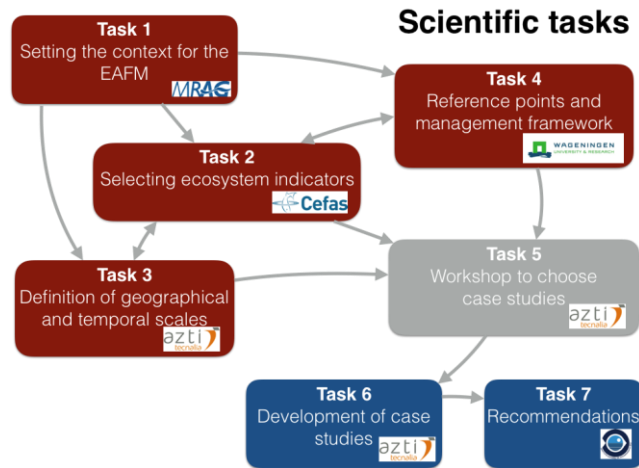 Scientific tasks
Task 1
Setting the context for the
EAFM
MRAG
Task 4
Reference points and
management framework
WAGENINGEN
UNIVERSITY & RESEARCH
Task 2
Selecting ecosystem indicators
Cefas
Task 3
Definition of geographical
and temporal scales
azti
tecnalia
Task 5
Workshop to choose
case studies
azti
tecnalia
Task 6
Development of case
studies
azti
tecnalia
Task 7
Recommendations